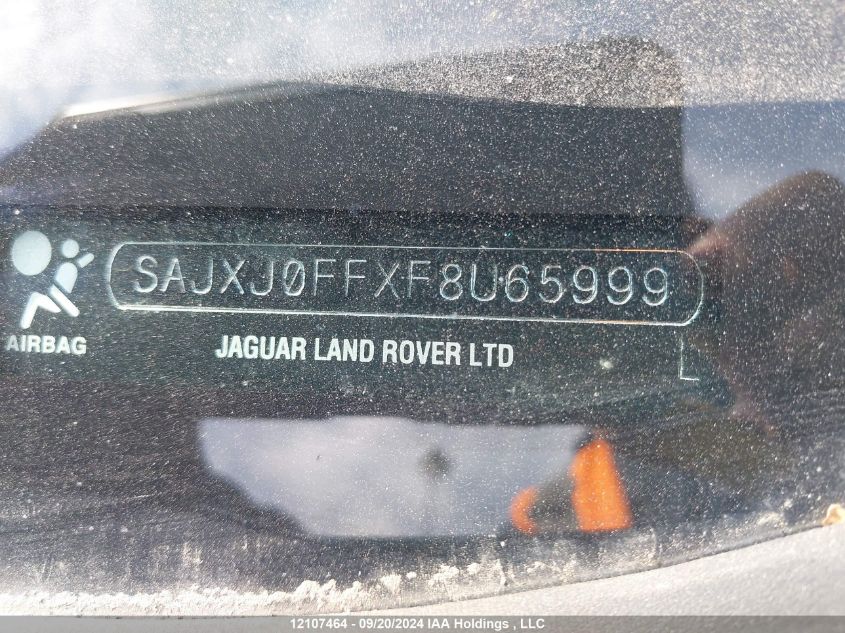 SAJXJ0FFXF8U65999
AIRBAG
JAGUAR LAND ROVER LTD
12107464 - 09/20/2024 IAA Holdings , LLC